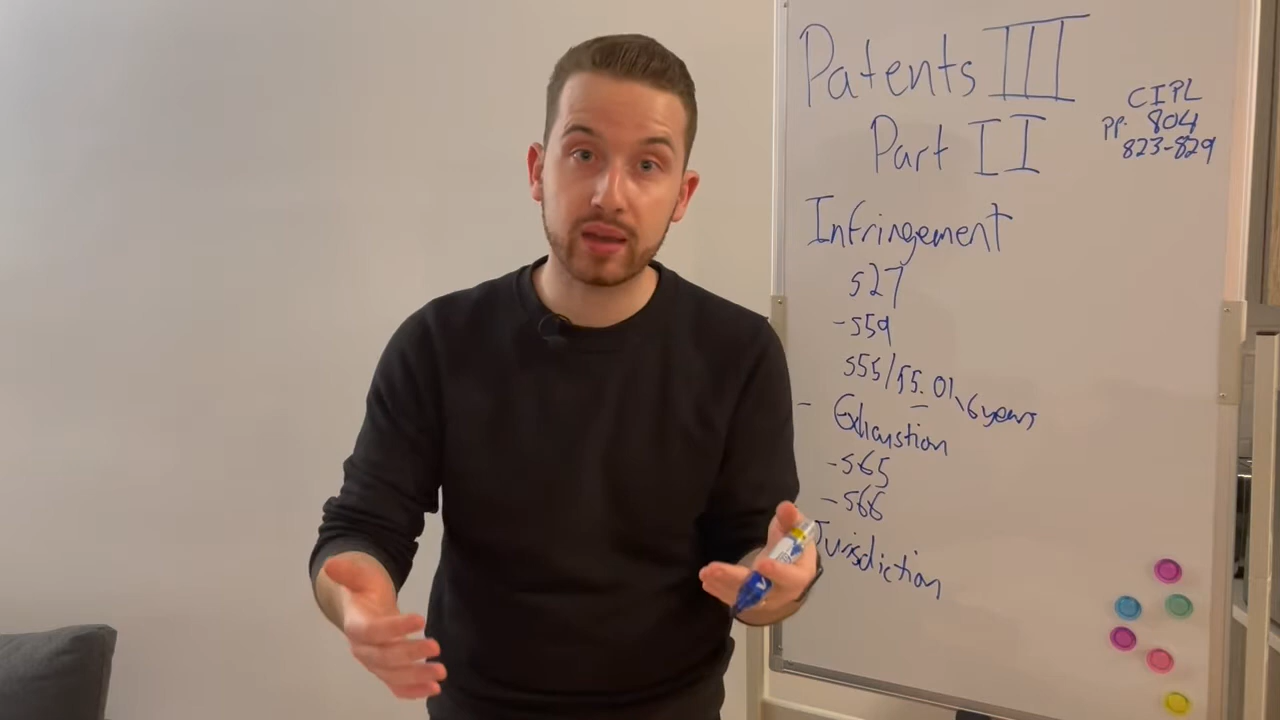 Patents III
Part II
CIPL
pp. 804
823-829
Infringement
s27
- s59
s55/55.01 6 years
- Exhaustion
- s65
- s66
Jurisdiction